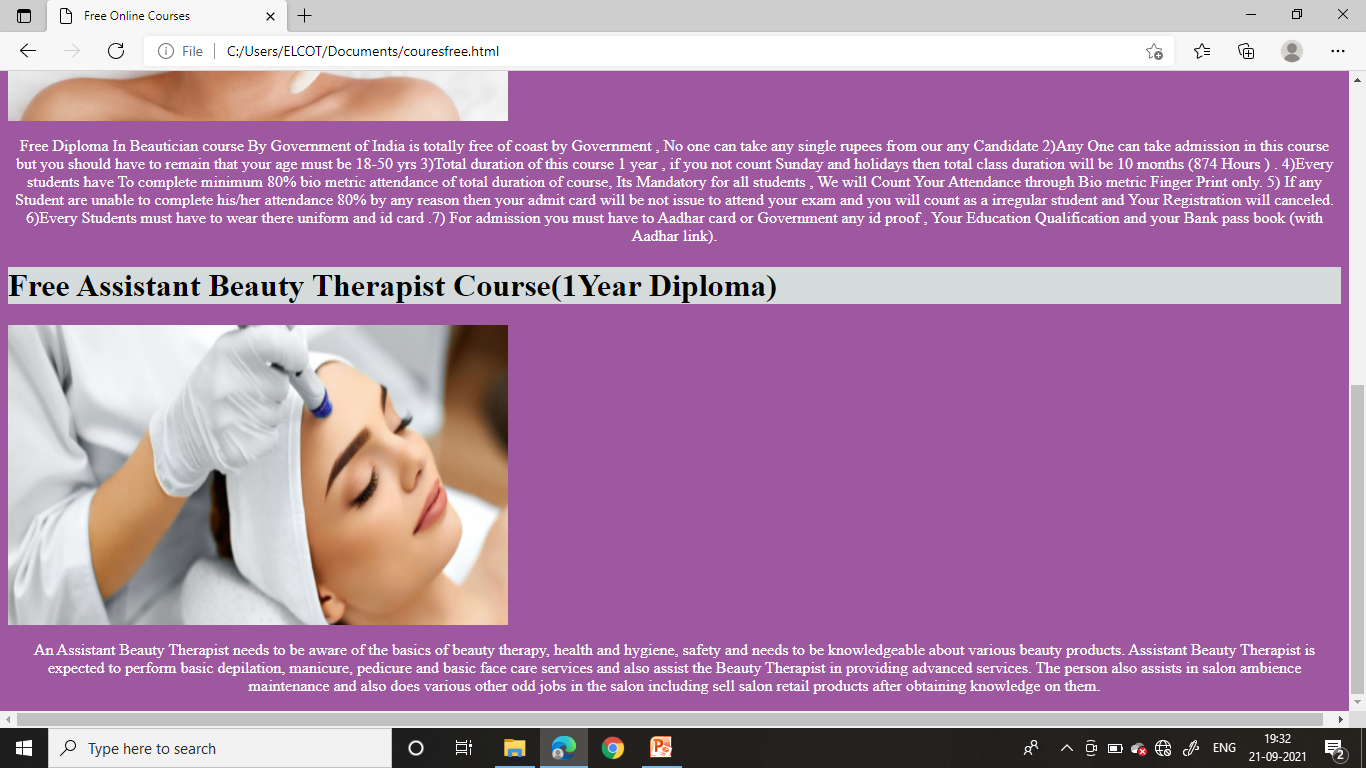 Free Online Courses
File
C:/Users/ELCOT/Documents/couresfree.html
Free Diploma In Beautician course By Government of India is totally free of coast by Government , No one can take any single rupees from our any Candidate 2)Any One can take admission in this course
but you should have to remain that your age must be 18-50 yrs 3)Total duration of this course 1 year , if you not count Sunday and holidays then total class duration will be 10 months (874 Hours ) . 4)Every
students have To complete minimum 80% bio metric attendance of total duration of course, Its Mandatory for all students , We will Count Your Attendance through Bio metric Finger Print only. 5) If any
Student are unable to complete his/her attendance 80% by any reason then your admit card will be not issue to attend your exam and you will count as a irregular student and Your Registration will canceled.
6)Every Students must have to wear there uniform and id card .7) For admission you must have to Aadhar card or Government any id proof , Your Education Qualification and your Bank pass book (with
Aadhar link).
Free Assistant Beauty Therapist Course(1Year Diploma)
An Assistant Beauty Therapist needs to be aware of the basics of beauty therapy, health and hygiene, safety and needs to be knowledgeable about various beauty products. Assistant Beauty Therapist is
expected to perform basic depilation, manicure, pedicure and basic face care services and also assist the Beauty Therapist in providing advanced services. The person also assists in salon ambience
maintenance and also does various other odd jobs in the salon including sell salon retail products after obtaining knowledge on them.
Type here to search
ENG
19:32
21-09-2021
2